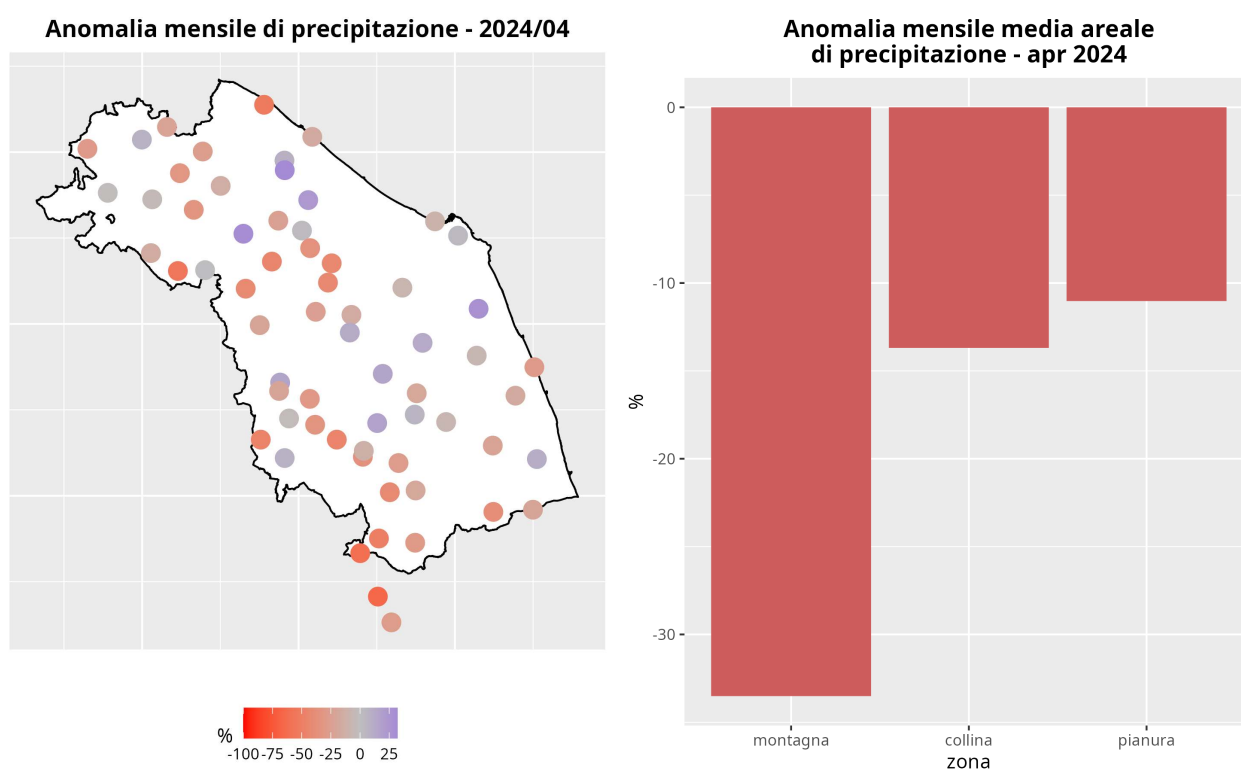 Anomalia mensile di precipitazione - 2024/04
%
-100 -75 -50 -25 0 25
Anomalia mensile media areale
di precipitazione - apr 2024
0
-10
-20
-30
%
montagna collina pianura
zona